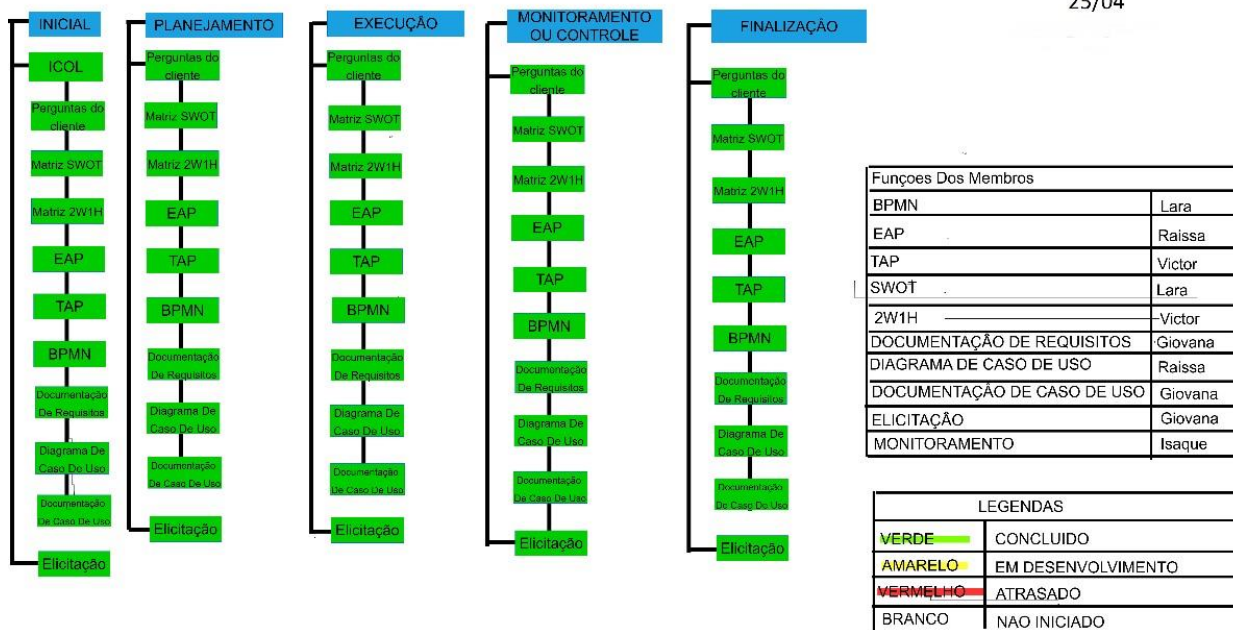 25/04
INICIAL
ICOL
Perguntas do
cliente
Matriz SWOT
Matriz 2W1H
EAP
TAP
BPMN
Documentação
De Requisitos
Diagrama De
Caso De Uso
Documentação
De Caso De Uso
Elicitação
PLANEJAMENTO
Perguntas do
cliente
Matriz SWOT
Matriz 2W1H
EAP
TAP
BPMN
Documentação
De Requisitos
Diagrama De
Caso De Uso
Documentação
De Caso De Uso
Elicitação
EXECUÇÃO
Perguntas do
cliente
Matriz SWOT
Matriz 2W1H
EAP
TAP
BPMN
Documentação
De Requisitos
Diagrama De
Caso De Uso
Documentação
De Caso De Uso
Elicitação
MONITORAMENTO
OU CONTROLE
Perguntas do
cliente
Matriz SWOT
Matriz 2W1H
EAP
TAP
BPMN
Documentação
De Requisitos
Diagrama De
Caso De Uso
Documentação
De Caso De Uso
Elicitação
FINALIZAÇÃO
Perguntas do
cliente
Matriz SWOT
Matriz 2W1H
EAP
TAP
BPMN
Documentação
De Requisitos
Diagrama De
Caso De Uso
Documentação
De Caso De Uso
Elicitação
Funçoes Dos Membros
BPMN Lara
EAP Raissa
TAP Victor
SWOT Lara
2W1H Victor
DOCUMENTAÇÃO DE REQUISITOS Giovana
DIAGRAMA DE CASO DE USO Raissa
DOCUMENTAÇÃO DE CASO DE USO Giovana
ELICITAÇÃO Giovana
MONITORAMENTO Isaque
LEGENDAS
VERDE CONCLUIDO
AMARELO EM DESENVOLVIMENTO
VERMELHO ATRASADO
BRANCO NAO INICIADO